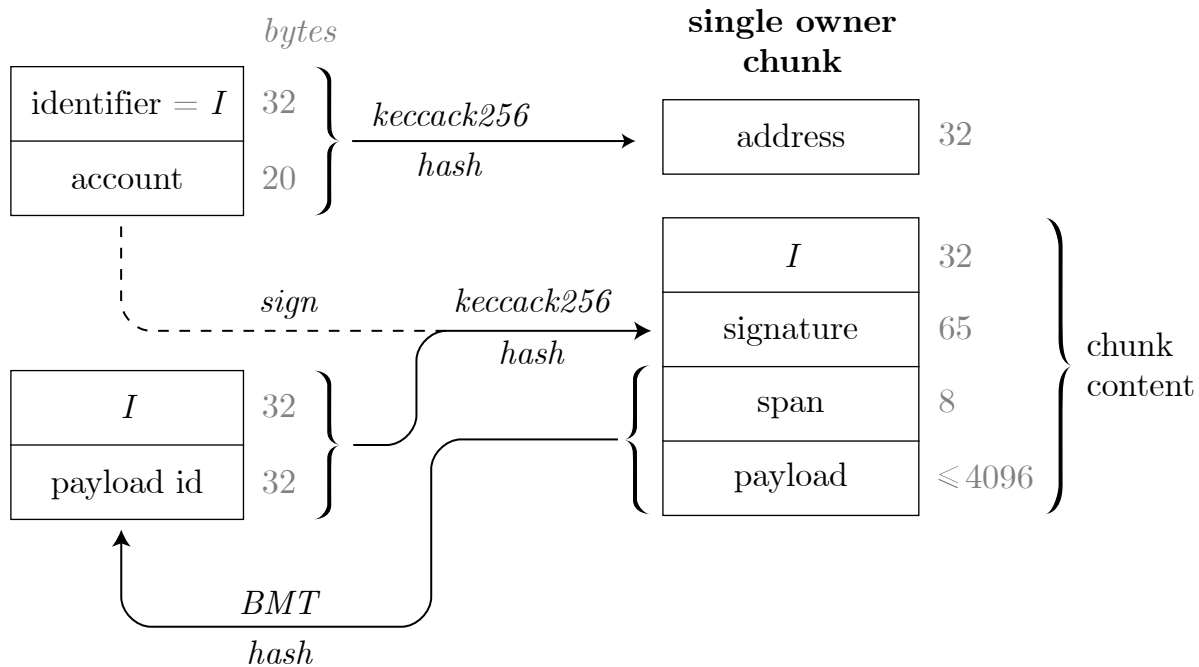 bytes
single owner
chunk
identifier = I
32
keccack256
hash
address
32
account
20
I
32
sign
keccack256
hash
signature
65
chunk
content
I
32
span
8
payload id
32
payload
⩽4096
BMT
hash